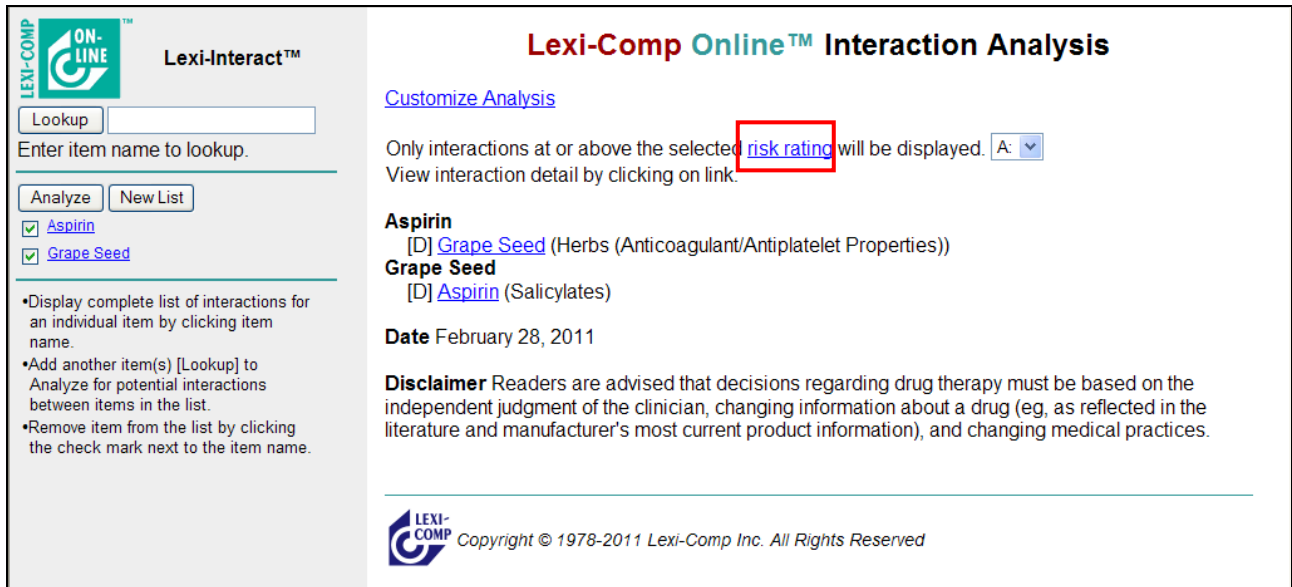 LEXI-COMP
ON-
LINE
™
Lexi-Interact™
Lookup
Enter item name to lookup.
Analyze New List
Aspirin
Grape Seed
•Display complete list of interactions for
an individual item by clicking item
name.
•Add another item(s) [Lookup] to
Analyze for potential interactions
between items in the list.
•Remove item from the list by clicking
the check mark next to the item name.
Lexi-Comp Online™ Interaction Analysis
Customize Analysis
Only interactions at or above the selected risk rating will be displayed. A:
View interaction detail by clicking on link.
Aspirin
[D] Grape Seed (Herbs (Anticoagulant/Antiplatelet Properties))
Grape Seed
[D] Aspirin (Salicylates)
Date February 28, 2011
Disclaimer Readers are advised that decisions regarding drug therapy must be based on the
independent judgment of the clinician, changing information about a drug (eg, as reflected in the
literature and manufacturer's most current product information), and changing medical practices.
LEXI-
COMP
Copyright © 1978-2011 Lexi-Comp Inc. All Rights Reserved